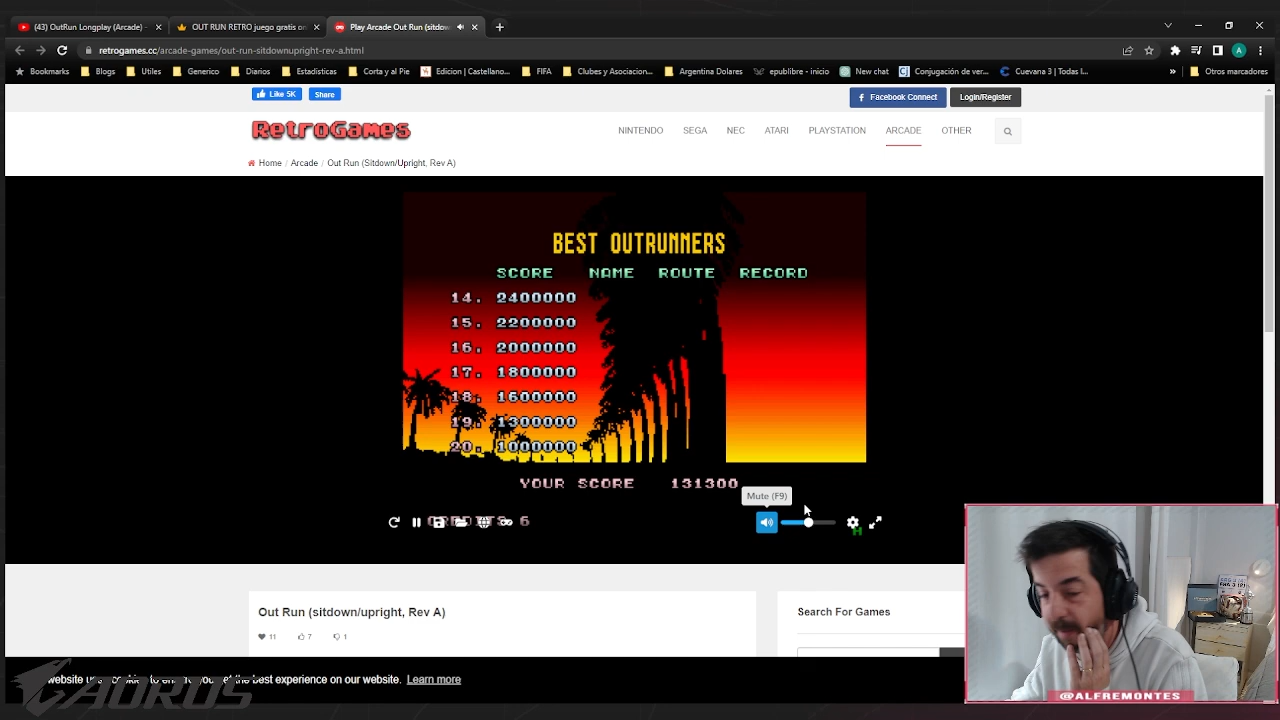 (43) OutRun Longplay (Arcade) -
OUT RUN RETRO juego gratis on
Play Arcade Out Run (sitdow
retrogames.cc/arcade-games/out-run-sitdownupright-rev-a.html
A
Bookmarks
Blogs
Utiles
Generico
Diarios
Estadísticas
Corta y al Pie
Edicion | Castellano...
FIFA
Clubes y Asociacion...
Argentina Dolares
epublibre - inicio
New chat
Conjugación de ver...
Cuevana 3 | Todas l...
»
Otros marcadores
Like 5K
Share
Facebook Connect
Login/Register
RetroGames
NINTENDO
SEGA
NEC
ATARI
PLAYSTATION
ARCADE
OTHER
Home / Arcade / Out Run (Sitdown/Upright, Rev A)
BEST OUTRUNNERS
SCORE NAME ROUTE RECORD
14. 2400000
15. 2200000
16. 2000000
17. 1800000
18. 1600000
19. 1300000
20. 1000000
YOUR SCORE 131300
Mute (F9)
CREDITS 6
H
Out Run (sitdown/upright, Rev A)
11
7
1
Search For Games
website uses cookies to ensure you get the best experience on our website. Learn more
AORUS
@ALFREMONTES